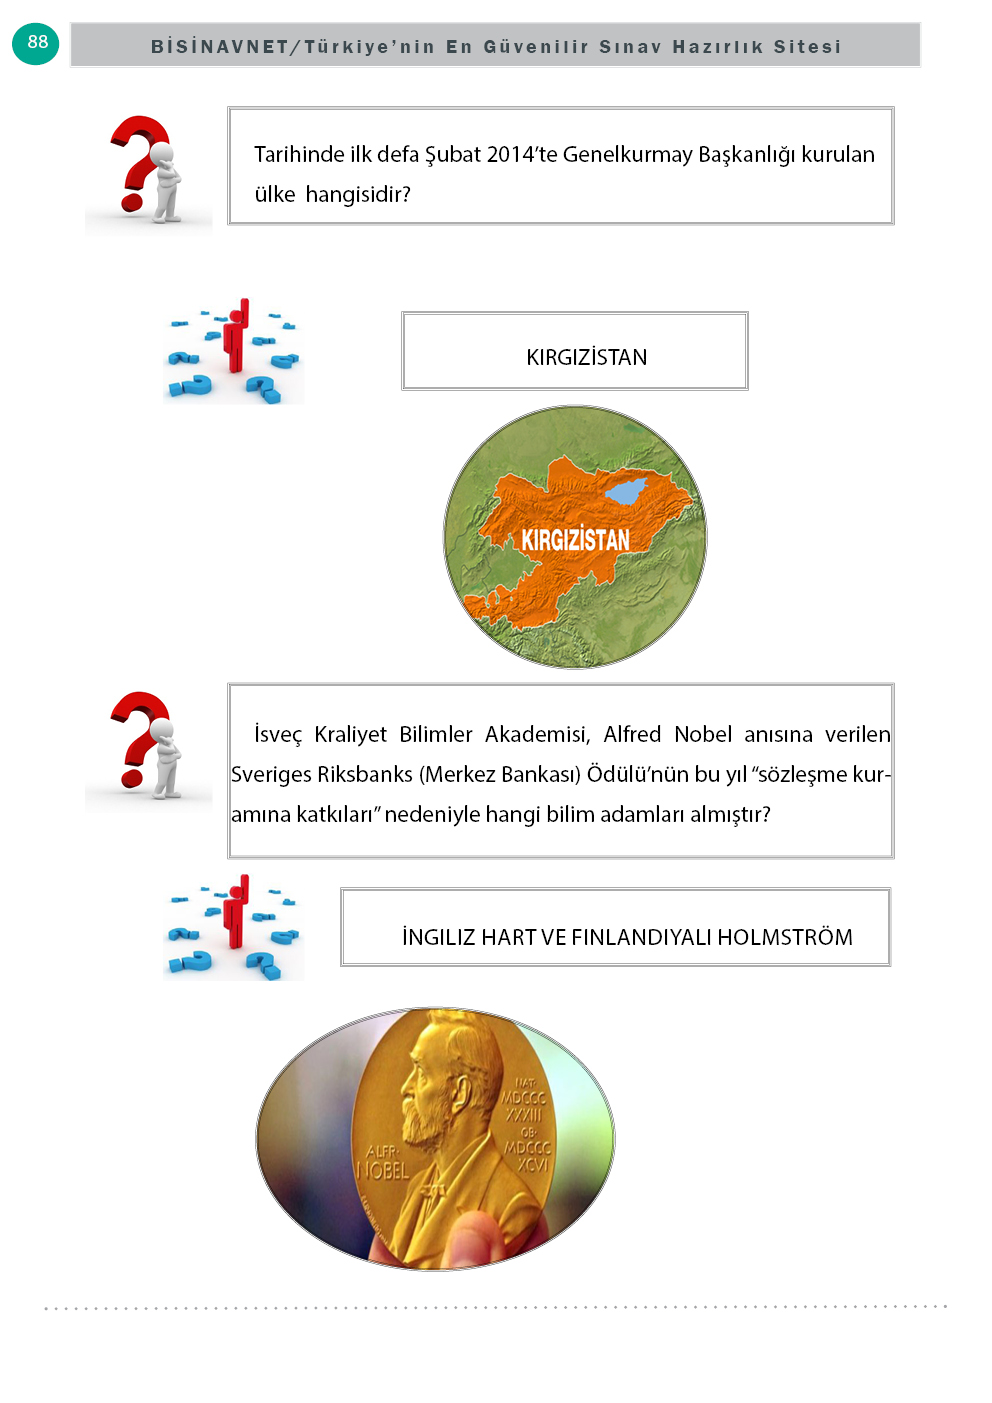 88
BİSİNAVNET/Türkiye’nin En Güvenilir Sınav Hazırlık Sitesi
Tarihinde ilk defa Şubat 2014’te Genelkurmay Başkanlığı kurulan
ülke hangisidir?
KIRGIZİSTAN
KIRGIZİSTAN
İsveç Kraliyet Bilimler Akademisi, Alfred Nobel anısına verilen
Sveriges Riksbanks (Merkez Bankası) Ödülü’nün bu yıl “sözleşme kur-
amına katkıları” nedeniyle hangi bilim adamları almıştır?
İNGILIZ HART VE FINLANDIYALI HOLMSTRÖM
ALFR·
NOBEL
NAT·
MDCCC
XXXIII
OB·
MDCCC
XCVI